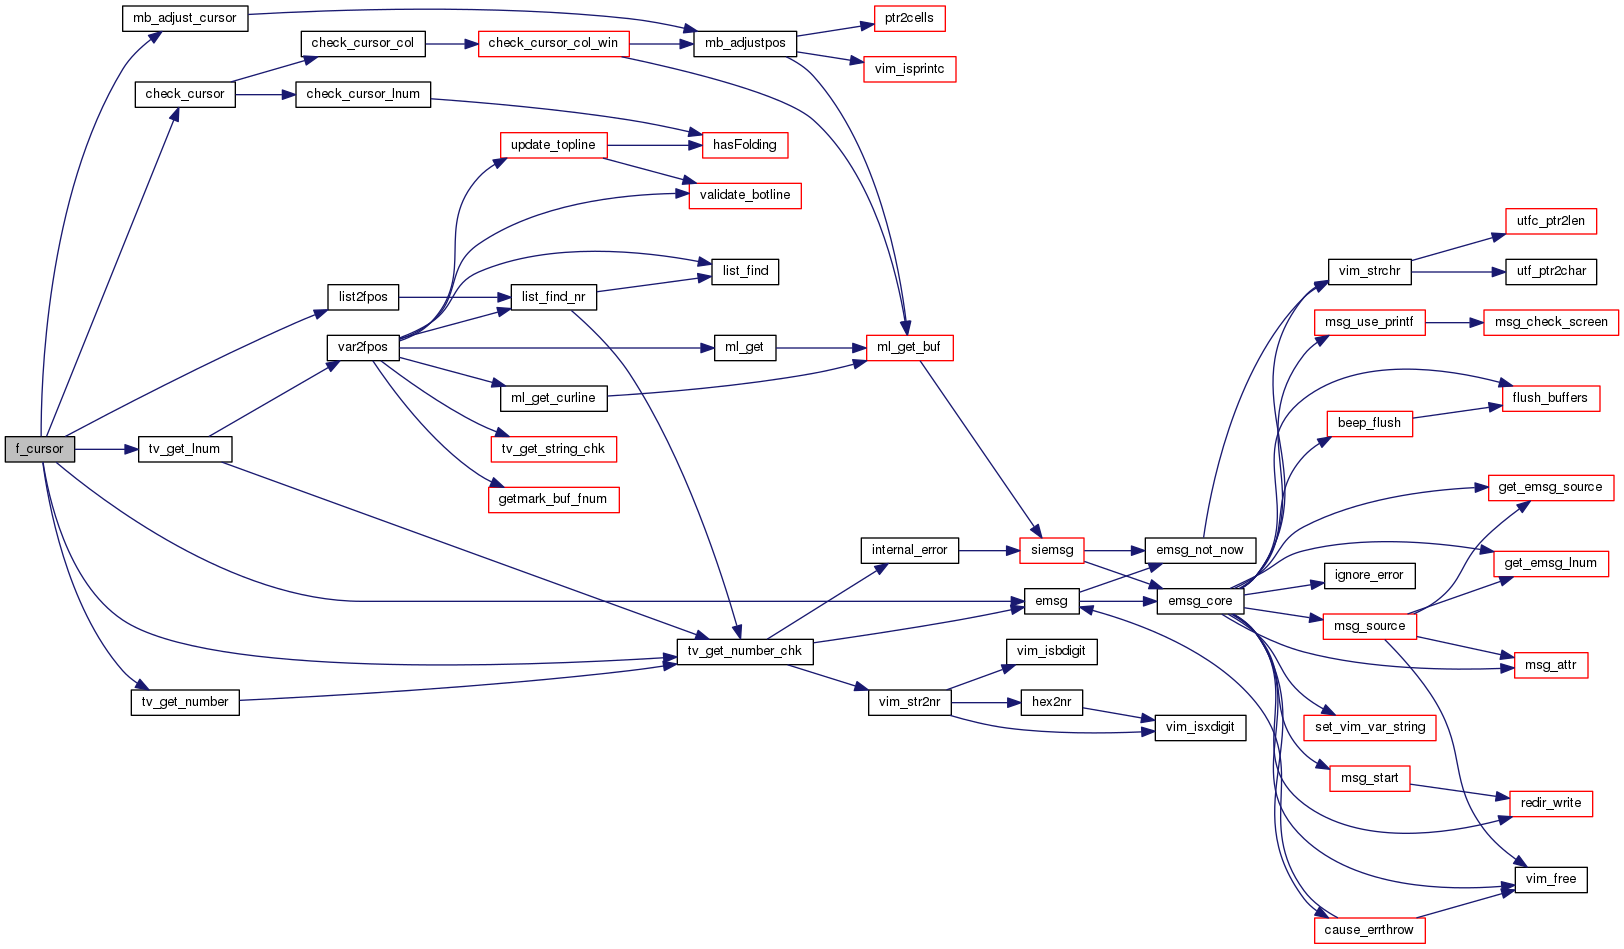 mb_adjust_cursor
ptr2cells
check_cursor_col
check_cursor_col_win
mb_adjustpos
vim_isprintc
check_cursor
check_cursor_lnum
update_topline
hasFolding
validate_botline
utfc_ptr2len
list_find
vim_strchr
utf_ptr2char
list2fpos
list_find_nr
msg_use_printf
msg_check_screen
var2fpos
ml_get
ml_get_buf
ml_get_curline
flush_buffers
beep_flush
f_cursor
tv_get_lnum
tv_get_string_chk
getmark_buf_fnum
get_emsg_source
internal_error
siemsg
emsg_not_now
get_emsg_lnum
ignore_error
emsg
emsg_core
msg_source
tv_get_number_chk
vim_isbdigit
msg_attr
tv_get_number
vim_str2nr
hex2nr
vim_isxdigit
set_vim_var_string
msg_start
redir_write
vim_free
cause_errthrow